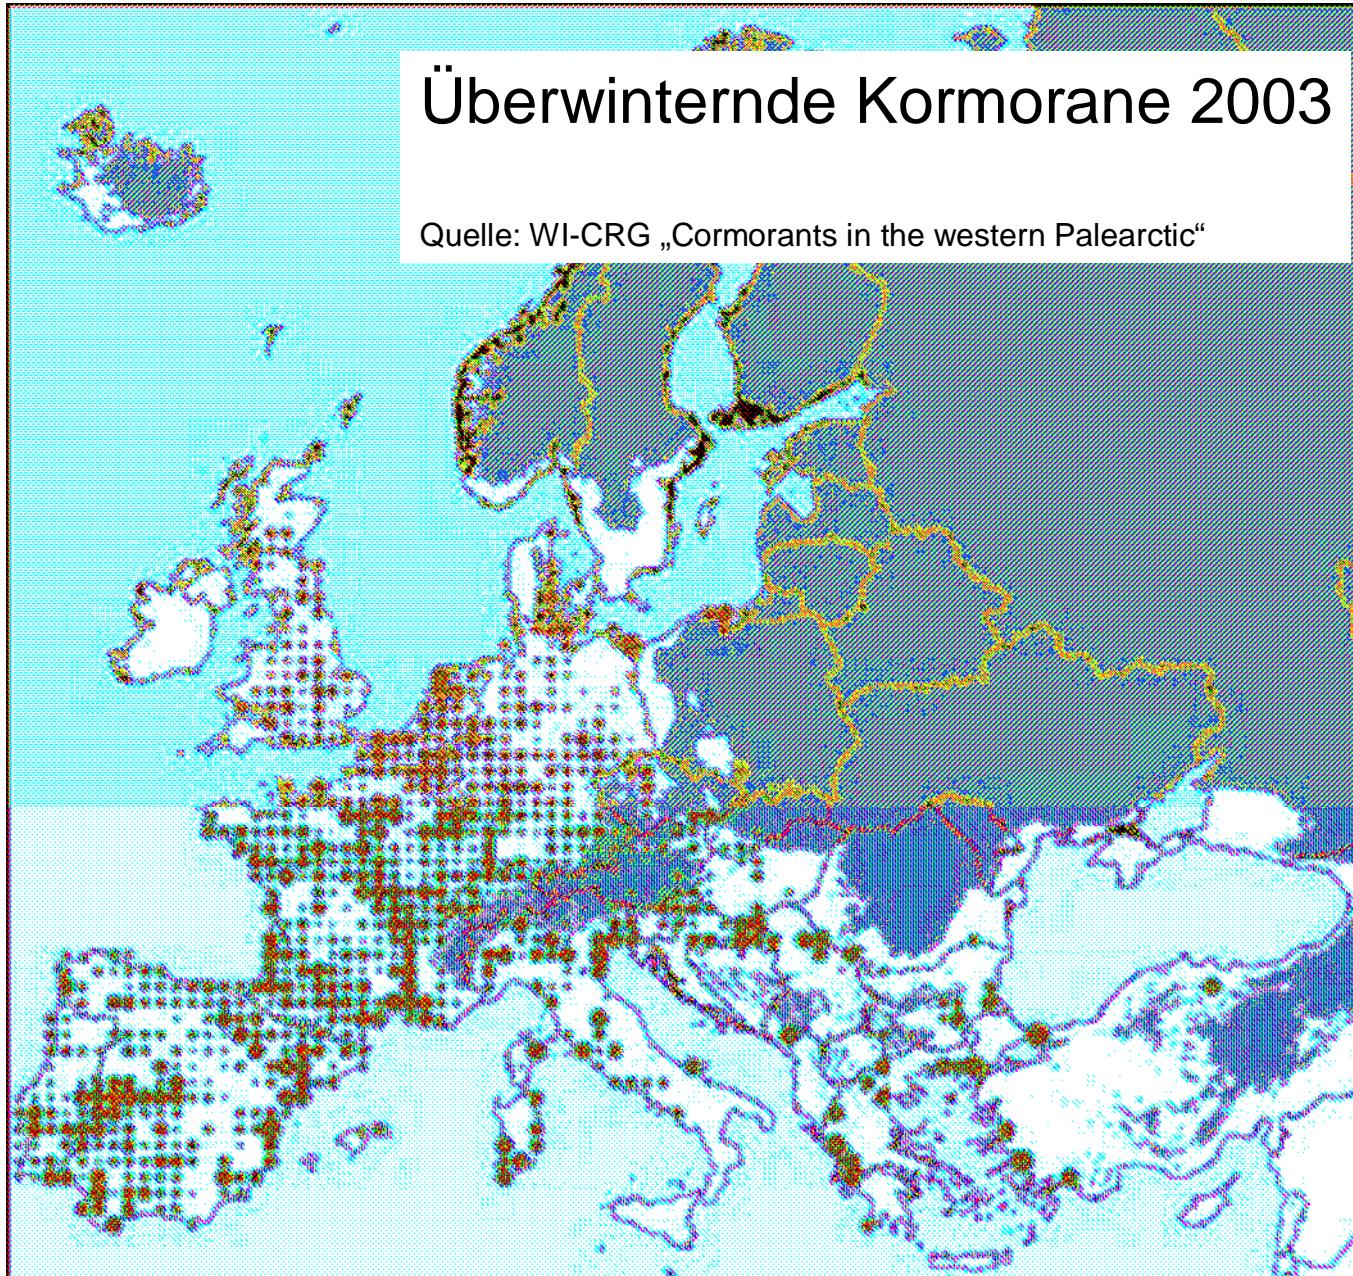 Überwinternde Kormorane 2003
Quelle: WI-CRG „Cormorants in the western Palearctic“